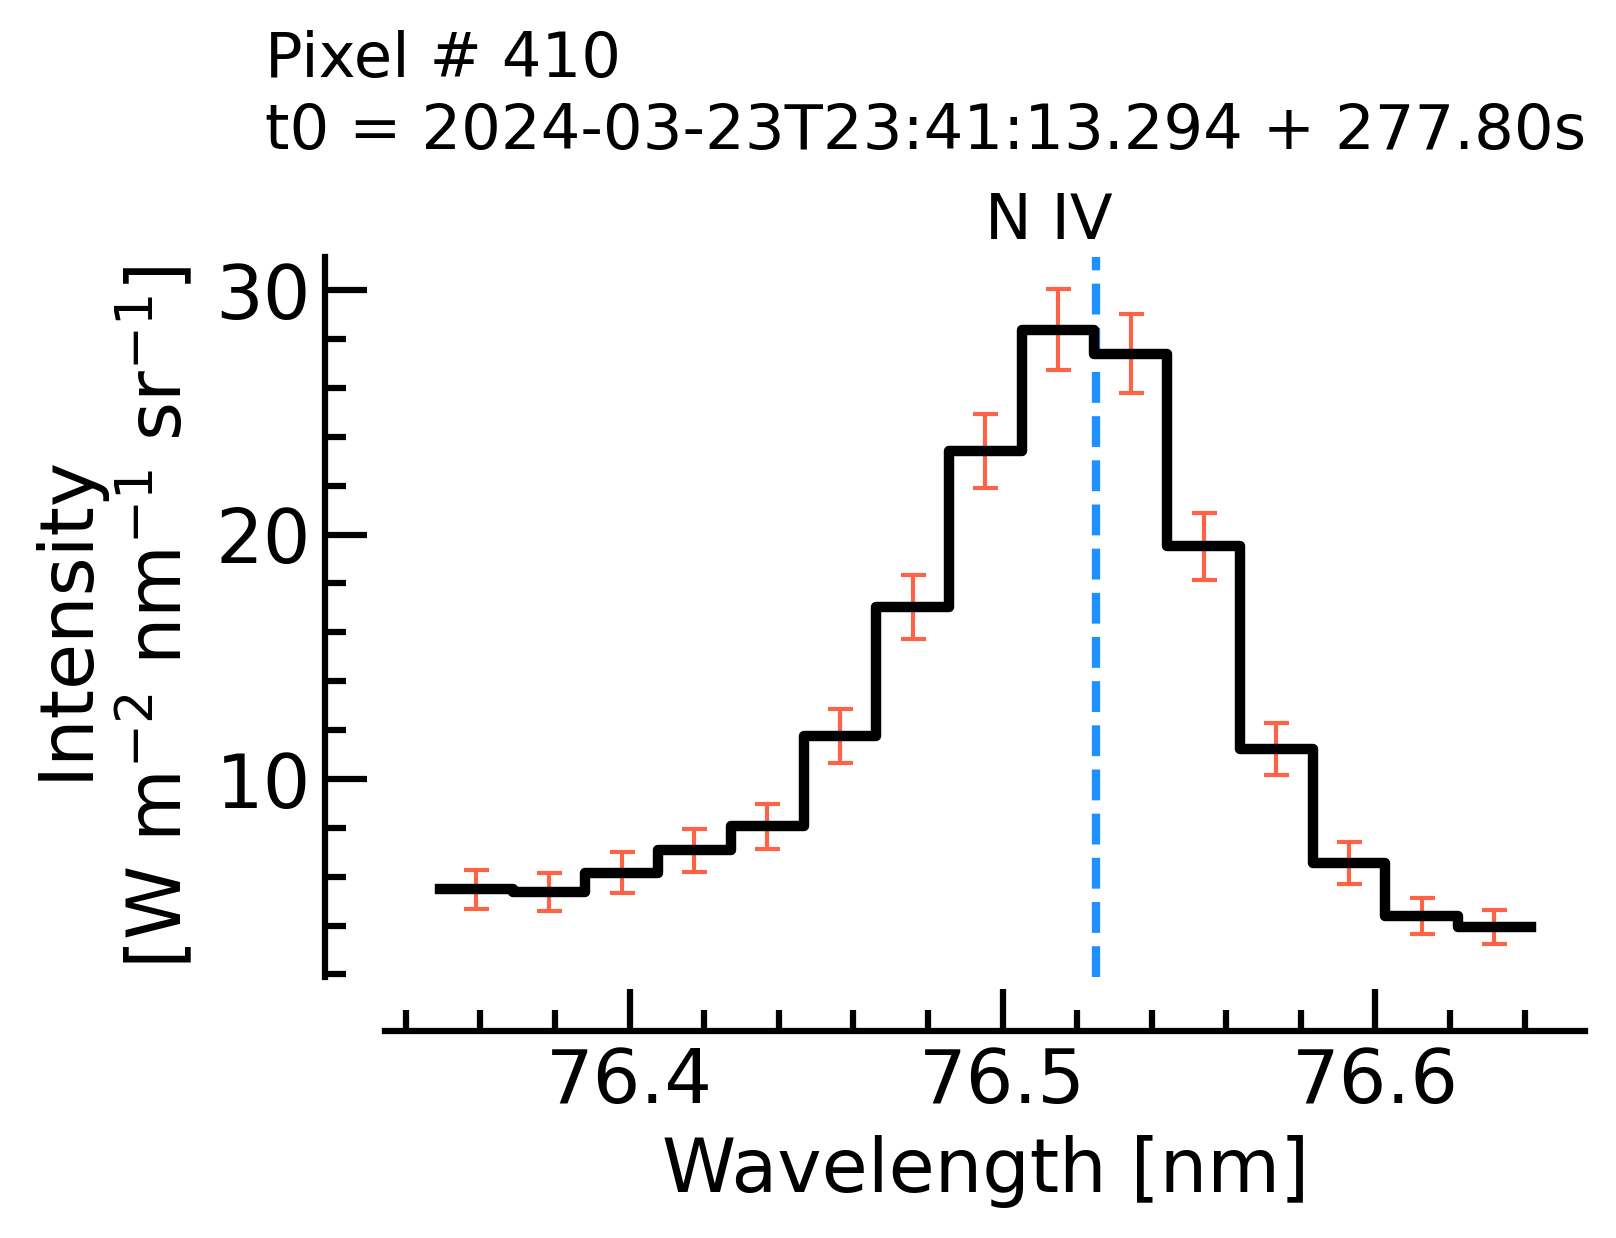 Pixel # 410
t0 = 2024-03-23T23:41:13.294 + 277.80s
N IV
30
20
10
Intensity
[W m⁻² nm⁻¹ sr⁻¹]
76.4 76.5 76.6
Wavelength [nm]